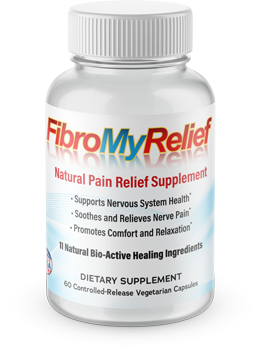 FibroMyRelief
Natural Pain Relief Supplement
• Supports Nervous System Health*
• Soothes and Relieves Nerve Pain*
• Promotes Comfort and Relaxation*
11 Natural Bio-Active Healing Ingredients
DIETARY SUPPLEMENT
60 Controlled-Release Vegetarian Capsules